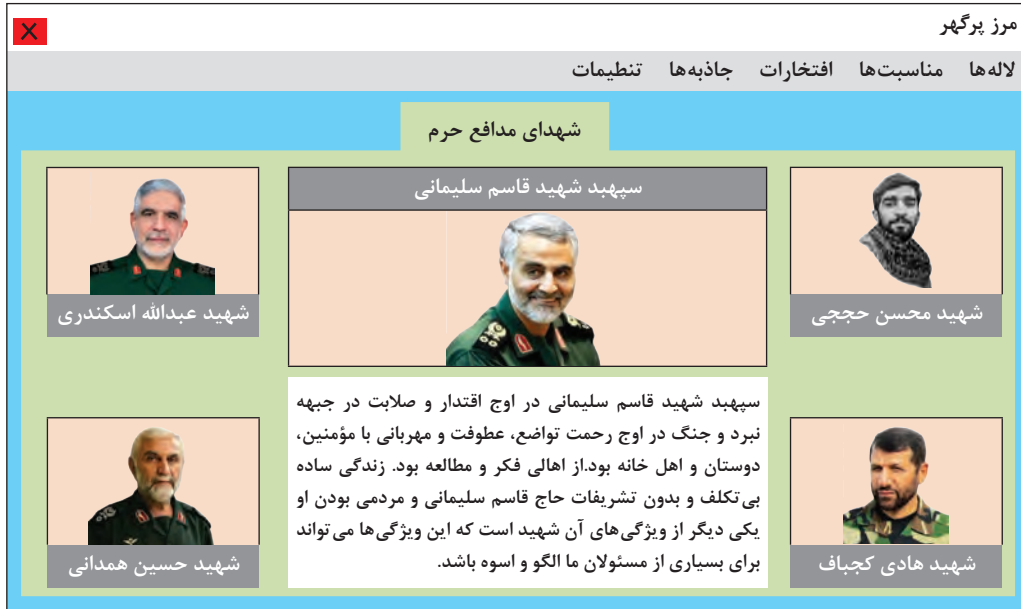 مرز پرگهر
لاله‌ها مناسبت‌ها افتخارات جاذبه‌ها تنظیمات
شهدای مدافع حرم
سپهبد شهید قاسم سلیمانی
شهید محسن حججی
شهید عبدالله اسکندری
سپهبد شهید قاسم سلیمانی در اوج اقتدار و صلابت در جبهه
نبرد و جنگ در اوج رحمت تواضع، عطوفت و مهربانی با مؤمنین،
دوستان و اهل خانه بود.از اهالی فکر و مطالعه بود. زندگی ساده
بی‌تکلف و بدون تشریفات حاج قاسم سلیمانی و مردمی بودن او
یکی دیگر از ویژگی‌های آن شهید است که این ویژگی‌ها می‌تواند
برای بسیاری از مسئولان ما الگو و اسوه باشد.
شهید هادی کجباف
شهید حسین همدانی